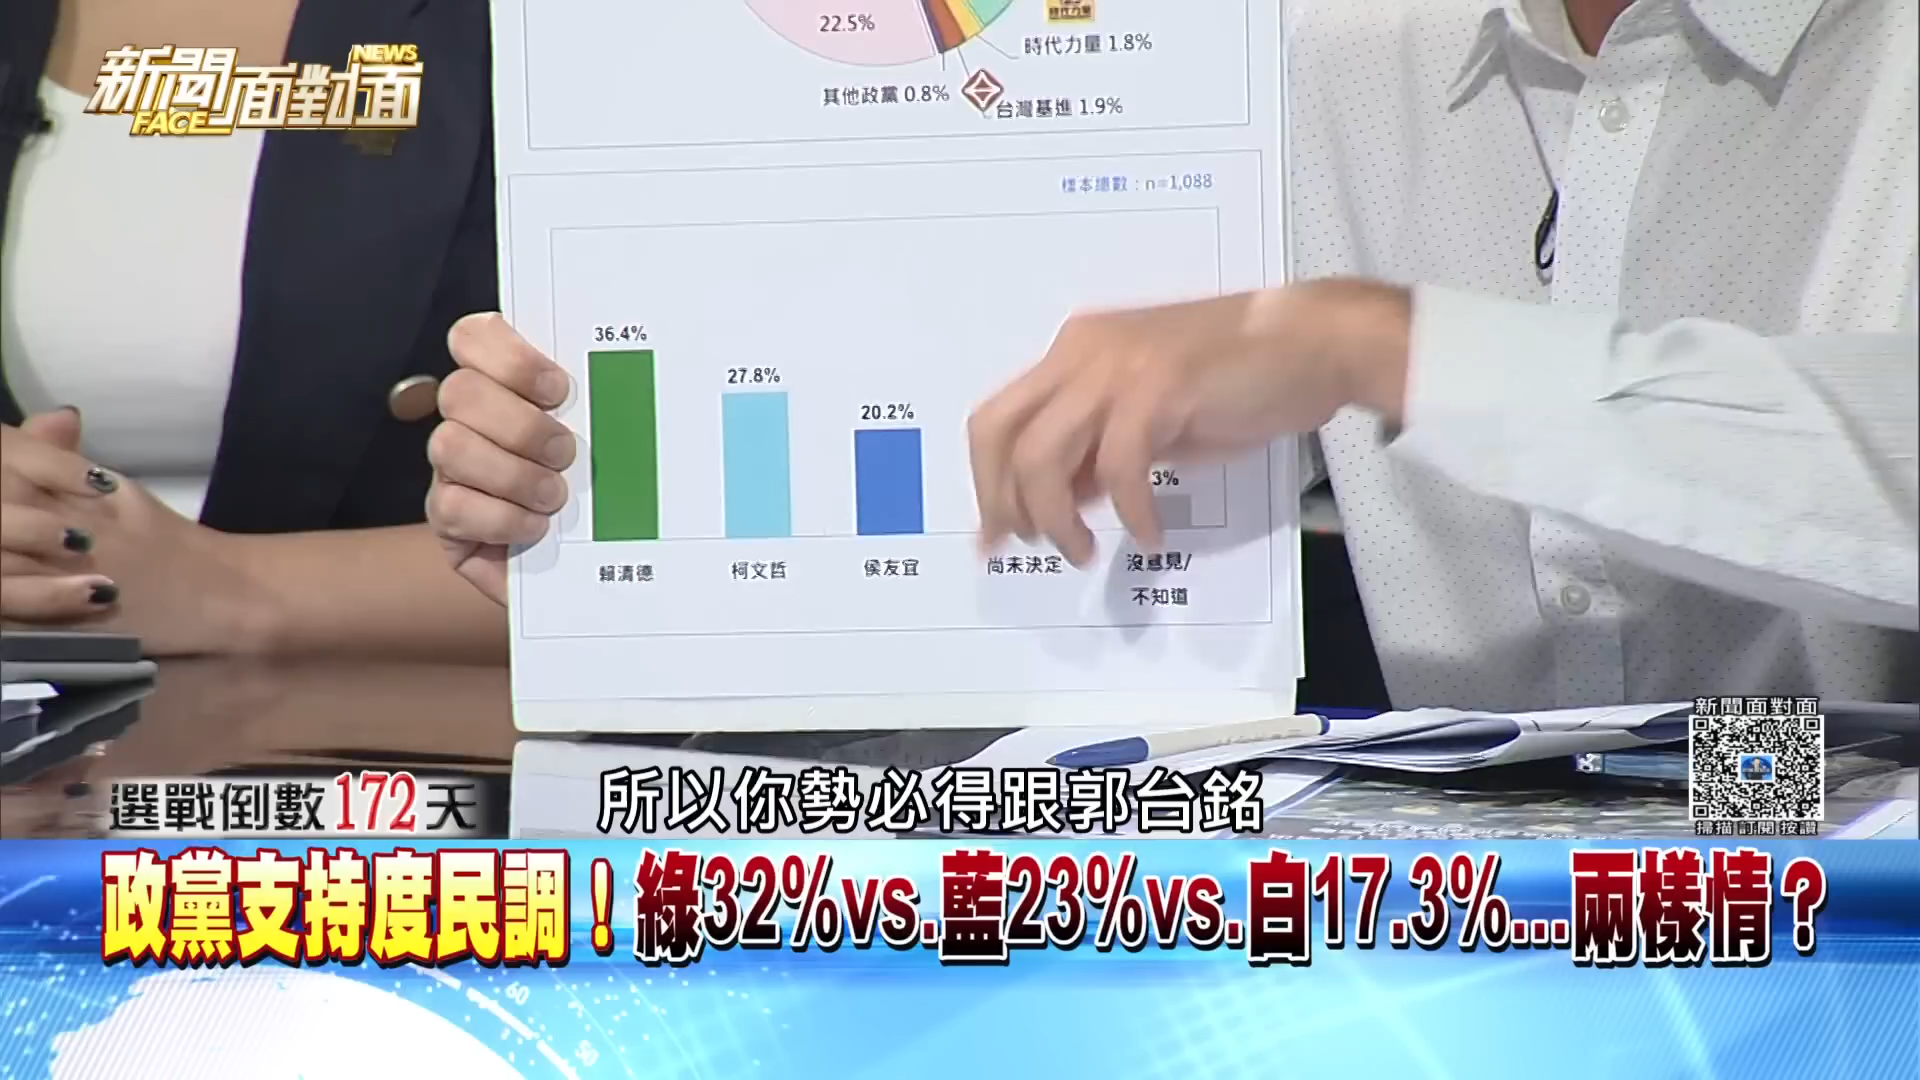 新聞面對面
NEWS
FACE
22.5%
時代力量 1.8%
其他政黨 0.8%
台灣基進 1.9%
樣本總數：n=1,088
36.4%
27.8%
20.2%
3%
賴清德
柯文哲
侯友宜
尚未決定
沒意見/
不知道
新聞面對面
掃描 訂閱 按讚
選戰倒數172天
所以你勢必得跟郭台銘
政黨支持度民調！綠32%vs.藍23%vs.白17.3%...兩樣情？